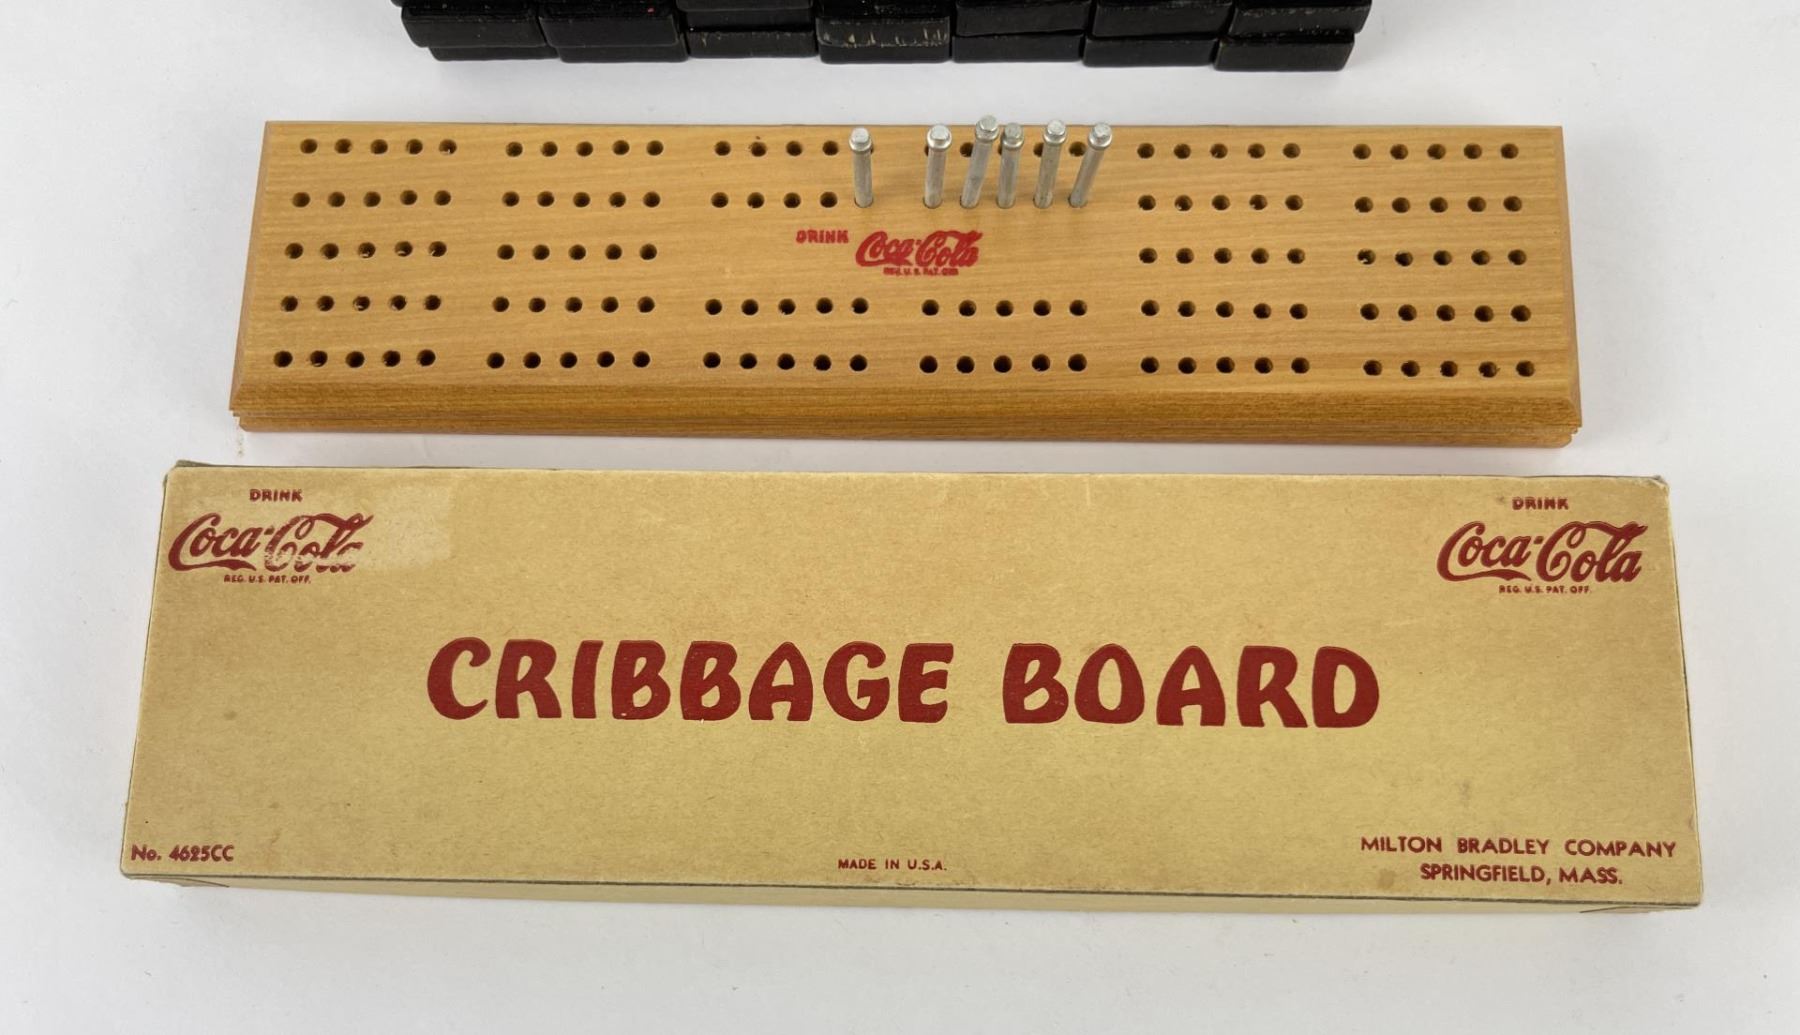 DRINK
Coca-Cola
REG. U.S. PAT. OFF.
DRINK
Coca-Cola
REG. U.S. PAT. OFF.
DRINK
Coca-Cola
REG. U.S. PAT. OFF.
CRIBBAGE BOARD
No. 4625CC
MADE IN U.S.A.
MILTON BRADLEY COMPANY
SPRINGFIELD, MASS.